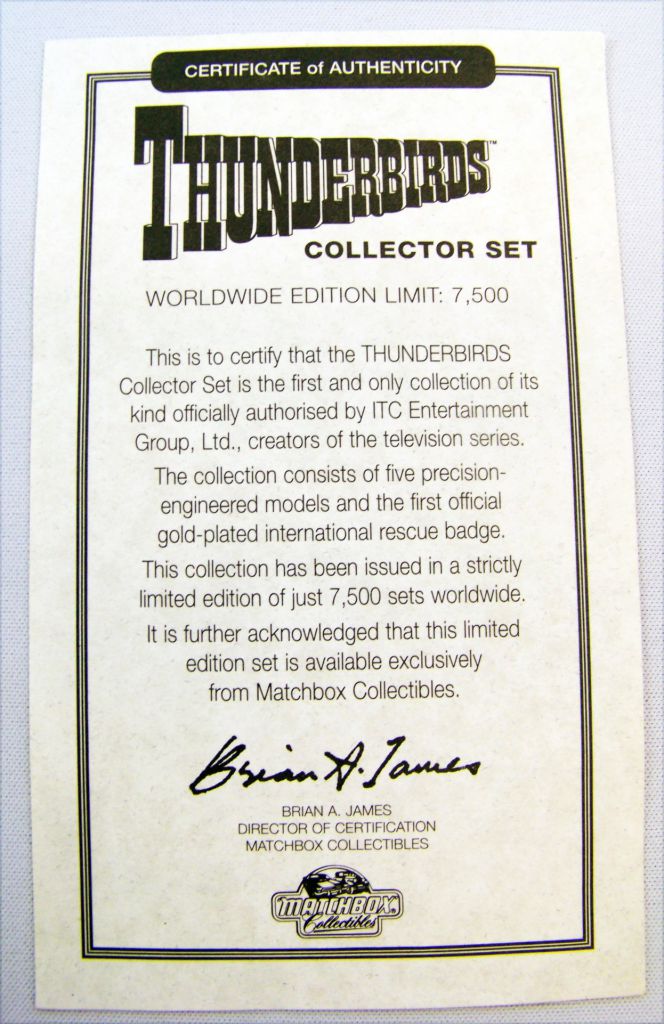 CERTIFICATE of AUTHENTICITY
THUNDERBIRDS™
COLLECTOR SET
WORLDWIDE EDITION LIMIT: 7,500
This is to certify that the THUNDERBIRDS
Collector Set is the first and only collection of its
kind officially authorised by ITC Entertainment
Group, Ltd., creators of the television series.
The collection consists of five precision-
engineered models and the first official
gold-plated international rescue badge.
This collection has been issued in a strictly
limited edition of just 7,500 sets worldwide.
It is further acknowledged that this limited
edition set is available exclusively
from Matchbox Collectibles.
Brian A. James
BRIAN A. JAMES
DIRECTOR OF CERTIFICATION
MATCHBOX COLLECTIBLES
MATCHBOX
Collectibles